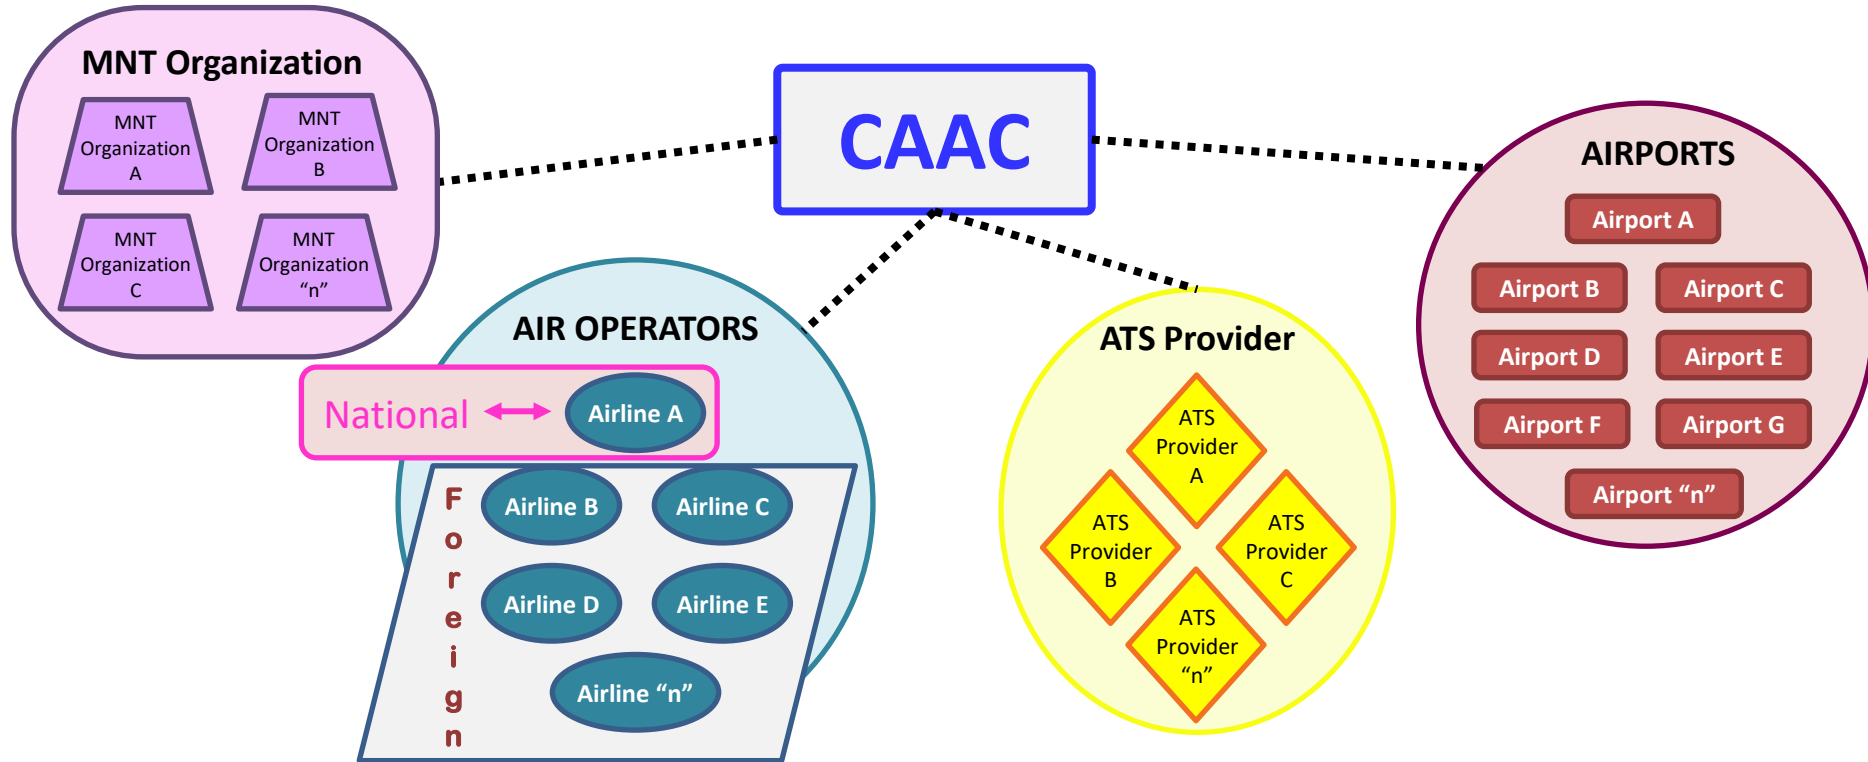 MNT Organization
MNT
Organization
A
MNT
Organization
B
MNT
Organization
C
MNT
Organization
“n”
CAAC
AIR OPERATORS
National
Airline A
Foreign
Airline B
Airline C
Airline D
Airline E
Airline “n”
ATS Provider
ATS
Provider
A
ATS
Provider
B
ATS
Provider
C
ATS
Provider
“n”
AIRPORTS
Airport A
Airport B
Airport C
Airport D
Airport E
Airport F
Airport G
Airport “n”